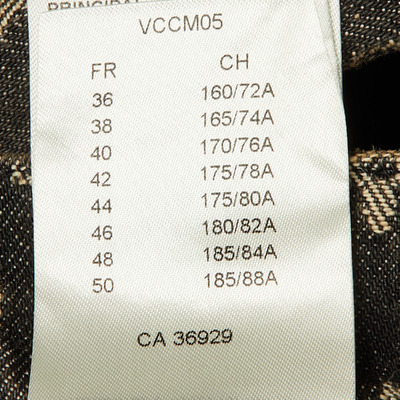 PRINCIPAL
VCCM05
FR CH
36 160/72A
38 165/74A
40 170/76A
42 175/78A
44 175/80A
46 180/82A
48 185/84A
50 185/88A
CA 36929